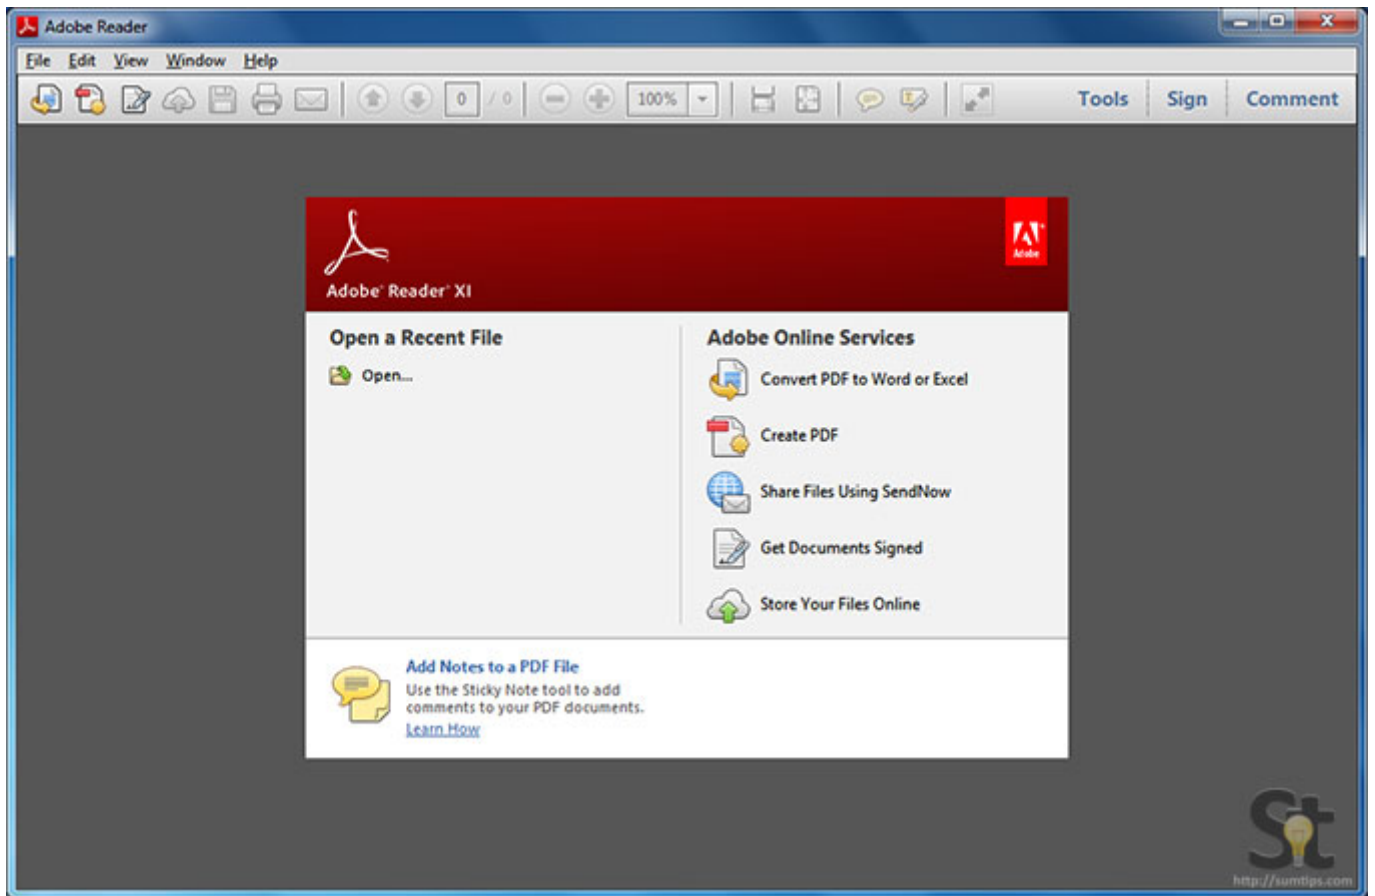 Adobe Reader
File Edit View Window Help
0 / 0 100% Tools Sign Comment
Adobe
Adobe® Reader® XI
Open a Recent File
Open...
Adobe Online Services
Convert PDF to Word or Excel
Create PDF
Share Files Using SendNow
Get Documents Signed
Store Your Files Online
Add Notes to a PDF File
Use the Sticky Note tool to add
comments to your PDF documents.
Learn How
St
http://sumtips.com